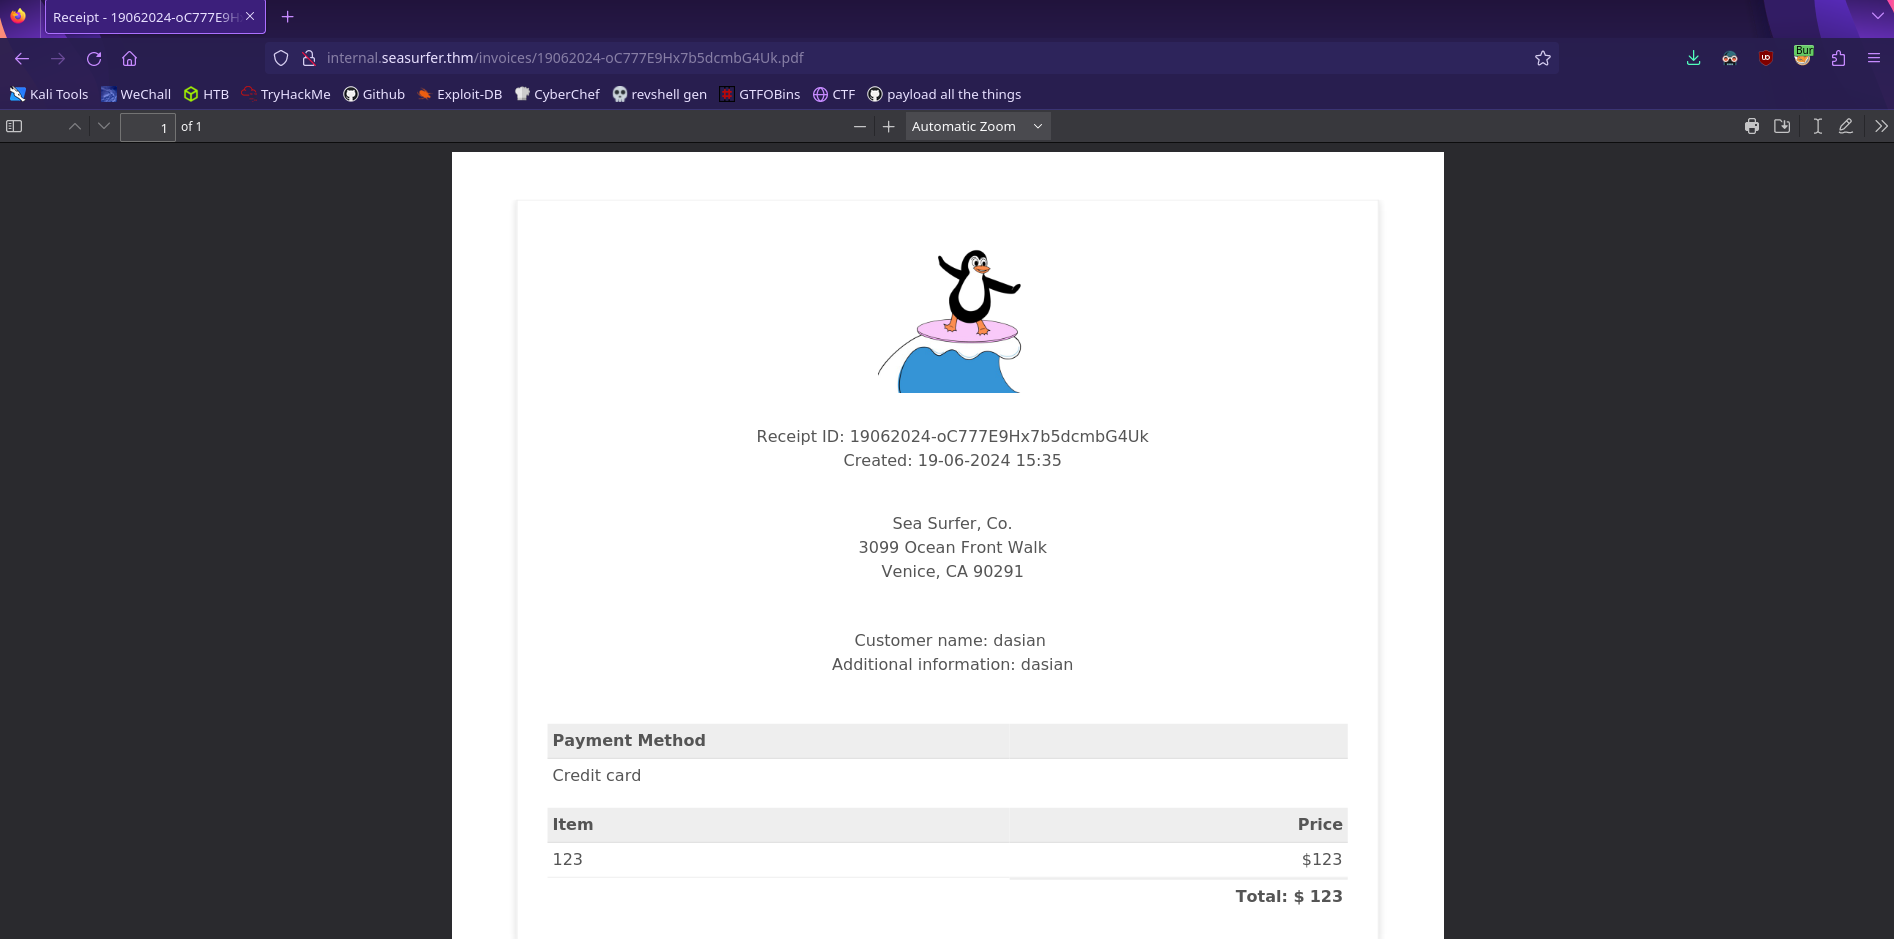 Receipt - 19062024-oC777E9H
internal.seasurfer.thm/invoices/19062024-oC777E9Hx7b5dcmbG4Uk.pdf
Bur
Kali Tools WeChall HTB TryHackMe Github Exploit-DB CyberChef revshell gen GTFOBins CTF payload all the things
1 of 1 Automatic Zoom
Receipt ID: 19062024-oC777E9Hx7b5dcmbG4Uk
Created: 19-06-2024 15:35
Sea Surfer, Co.
3099 Ocean Front Walk
Venice, CA 90291
Customer name: dasian
Additional information: dasian
Payment Method
Credit card
Item Price
123 $123
Total: $ 123